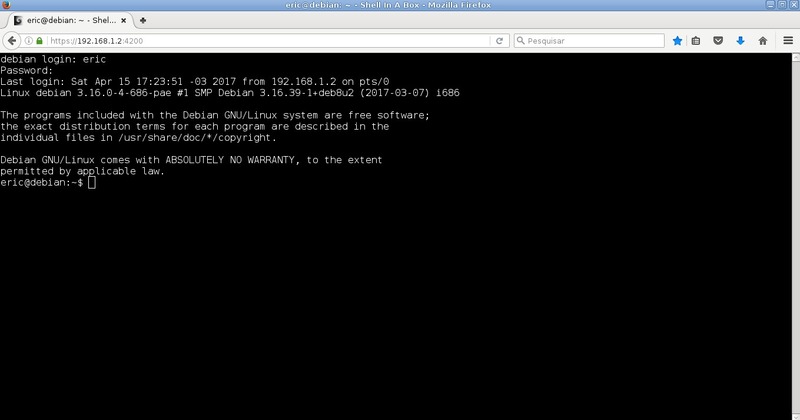 eric@debian: ~ - Shell In A Box - Mozilla Firefox
eric@debian: ~ - Shel...
https://192.168.1.2:4200
Pesquisar
debian login: eric
Password:
Last login: Sat Apr 15 17:23:51 -03 2017 from 192.168.1.2 on pts/0
Linux debian 3.16.0-4-686-pae #1 SMP Debian 3.16.39-1+deb8u2 (2017-03-07) i686
The programs included with the Debian GNU/Linux system are free software;
the exact distribution terms for each program are described in the
individual files in /usr/share/doc/*/copyright.
Debian GNU/Linux comes with ABSOLUTELY NO WARRANTY, to the extent
permitted by applicable law.
eric@debian:~$